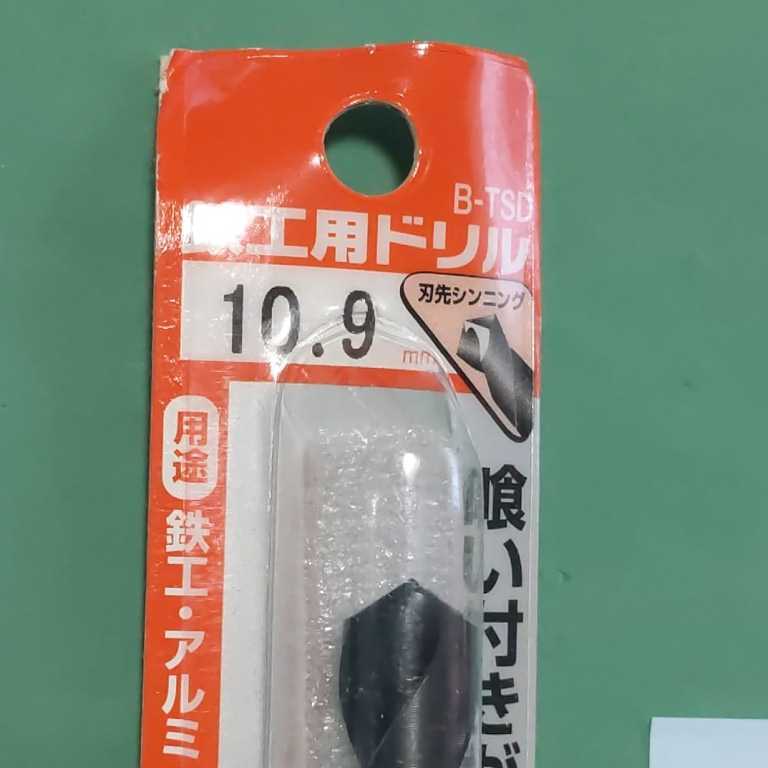 B-TSD
鉄工用ドリル
10.9 mm
刃先シンニング
用途
鉄工・アルミ
喰い付きが